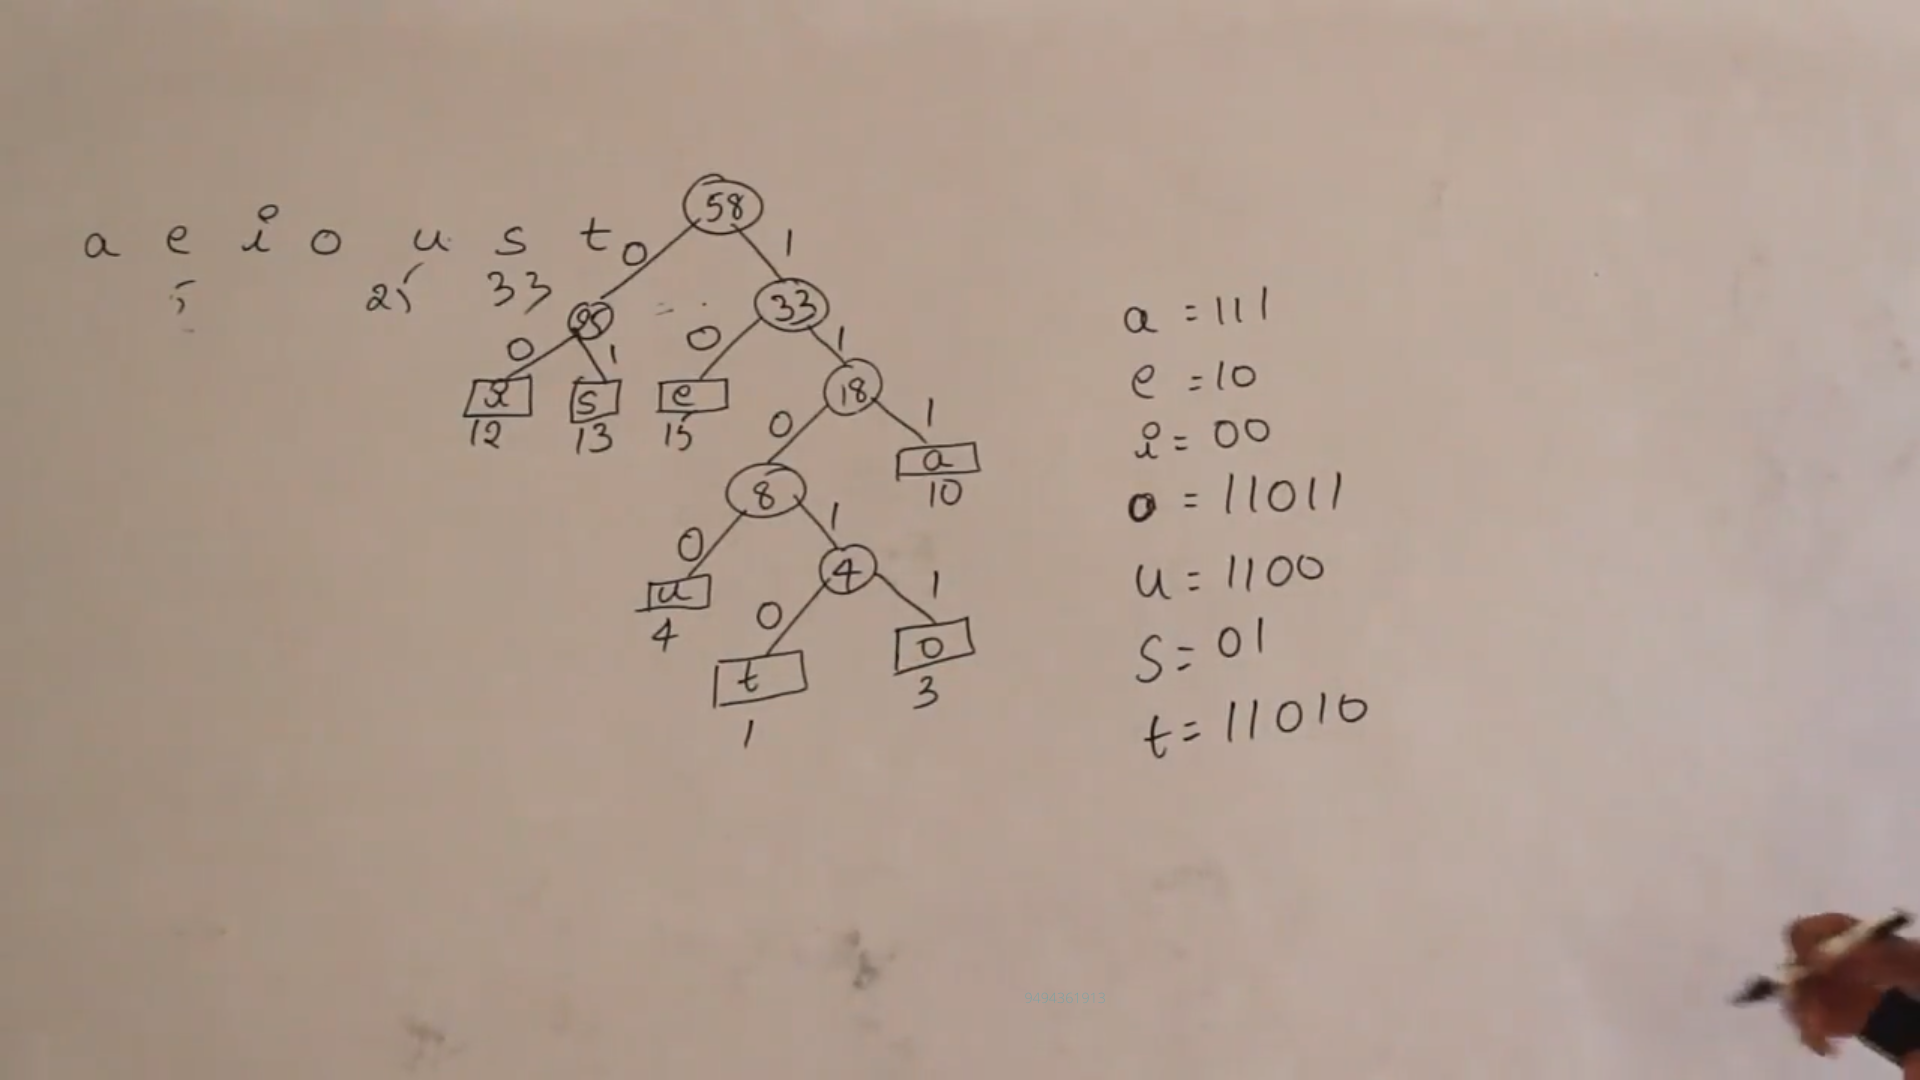 a e i o u s t
25 33
58
0 1
25 33
0 1 0 1
i s e 18
12 13 15 0 1
8 a
10
0 1
u 4
4 0 1
t o
1 3
a = 111
e = 10
i = 00
o = 11011
u = 1100
s = 01
t = 11010
9494361913